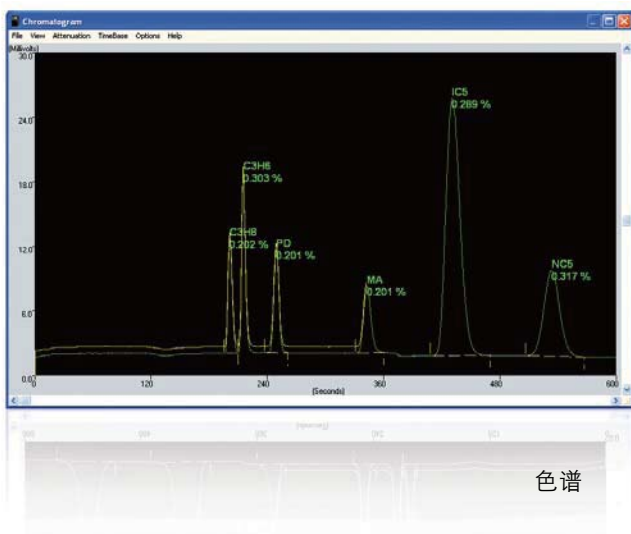 Chromatogram
File View Attenuation TimeBase Options Help
(Millivolts)
30.0
24.0
18.0
12.0
6.0
0.0
C3H8
0.202 %
C3H6
0.303 %
PD
0.201 %
MA
0.201 %
IC5
0.289 %
NC5
0.317 %
0 120 240 360 480 600
(Seconds)
色谱